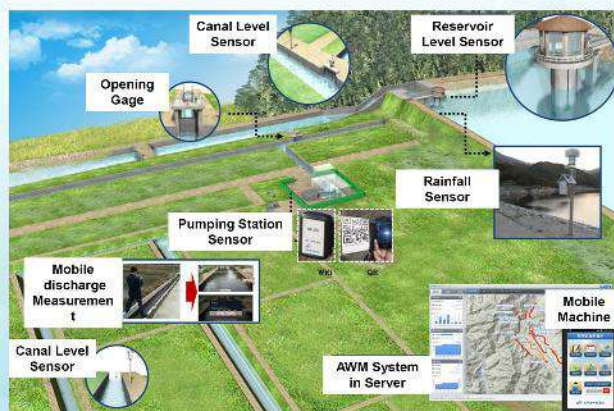 Canal Level
Sensor
Reservoir
Level Sensor
Opening
Gage
Rainfall
Sensor
Pumping Station
Sensor
QR
Mobile
discharge
Measuremen
t
Mobile
Machine
Canal Level
Sensor
AWM System
in Server